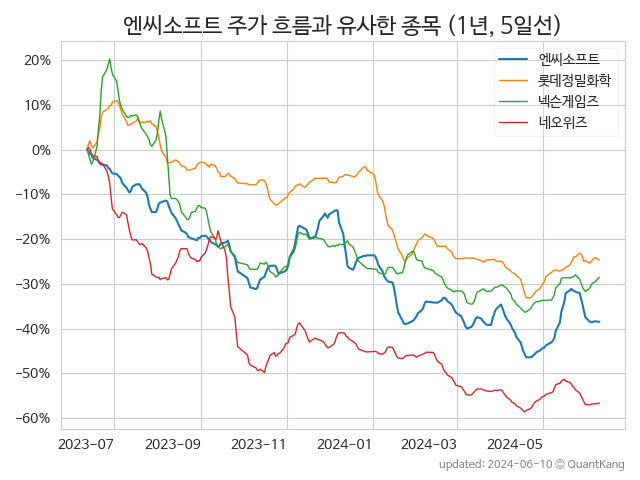 엔씨소프트 주가 흐름과 유사한 종목 (1년, 5일선)
엔씨소프트
롯데정밀화학
넥슨게임즈
네오위즈
20%
10%
0%
−10%
−20%
−30%
−40%
−50%
−60%
2023-07 2023-09 2023-11 2024-01 2024-03 2024-05
updated: 2024-06-10 © QuantKang